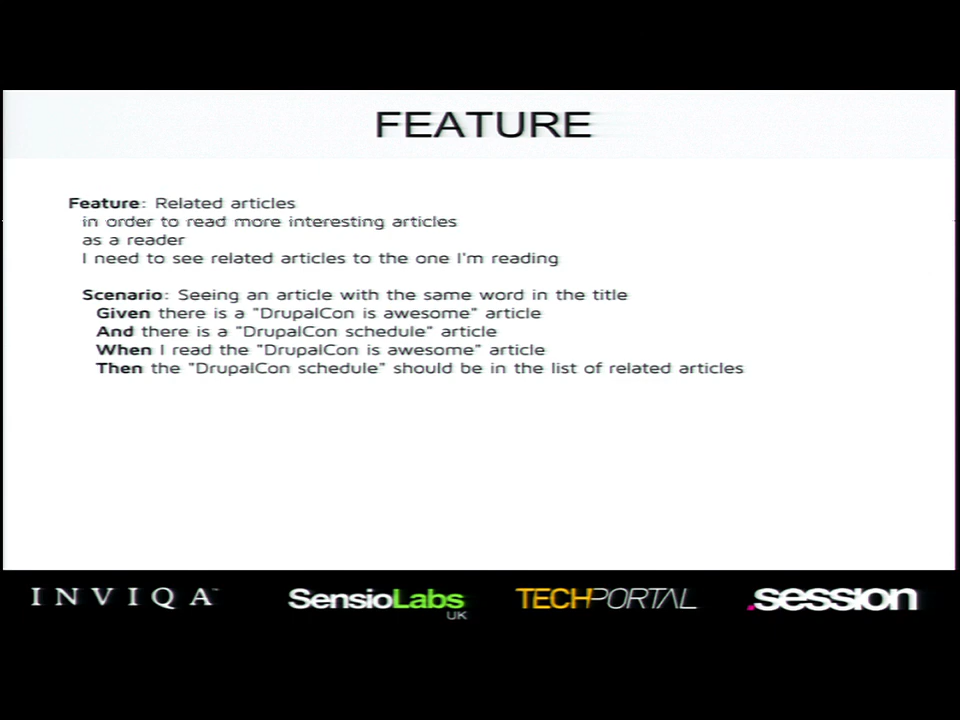 FEATURE
Feature: Related articles
in order to read more interesting articles
as a reader
I need to see related articles to the one I'm reading
Scenario: Seeing an article with the same word in the title
Given there is a "DrupalCon is awesome" article
And there is a "DrupalCon schedule" article
When I read the "DrupalCon is awesome" article
Then the "DrupalCon schedule" should be in the list of related articles
INVIQA™ SensioLabs UK TECHPORTAL .session